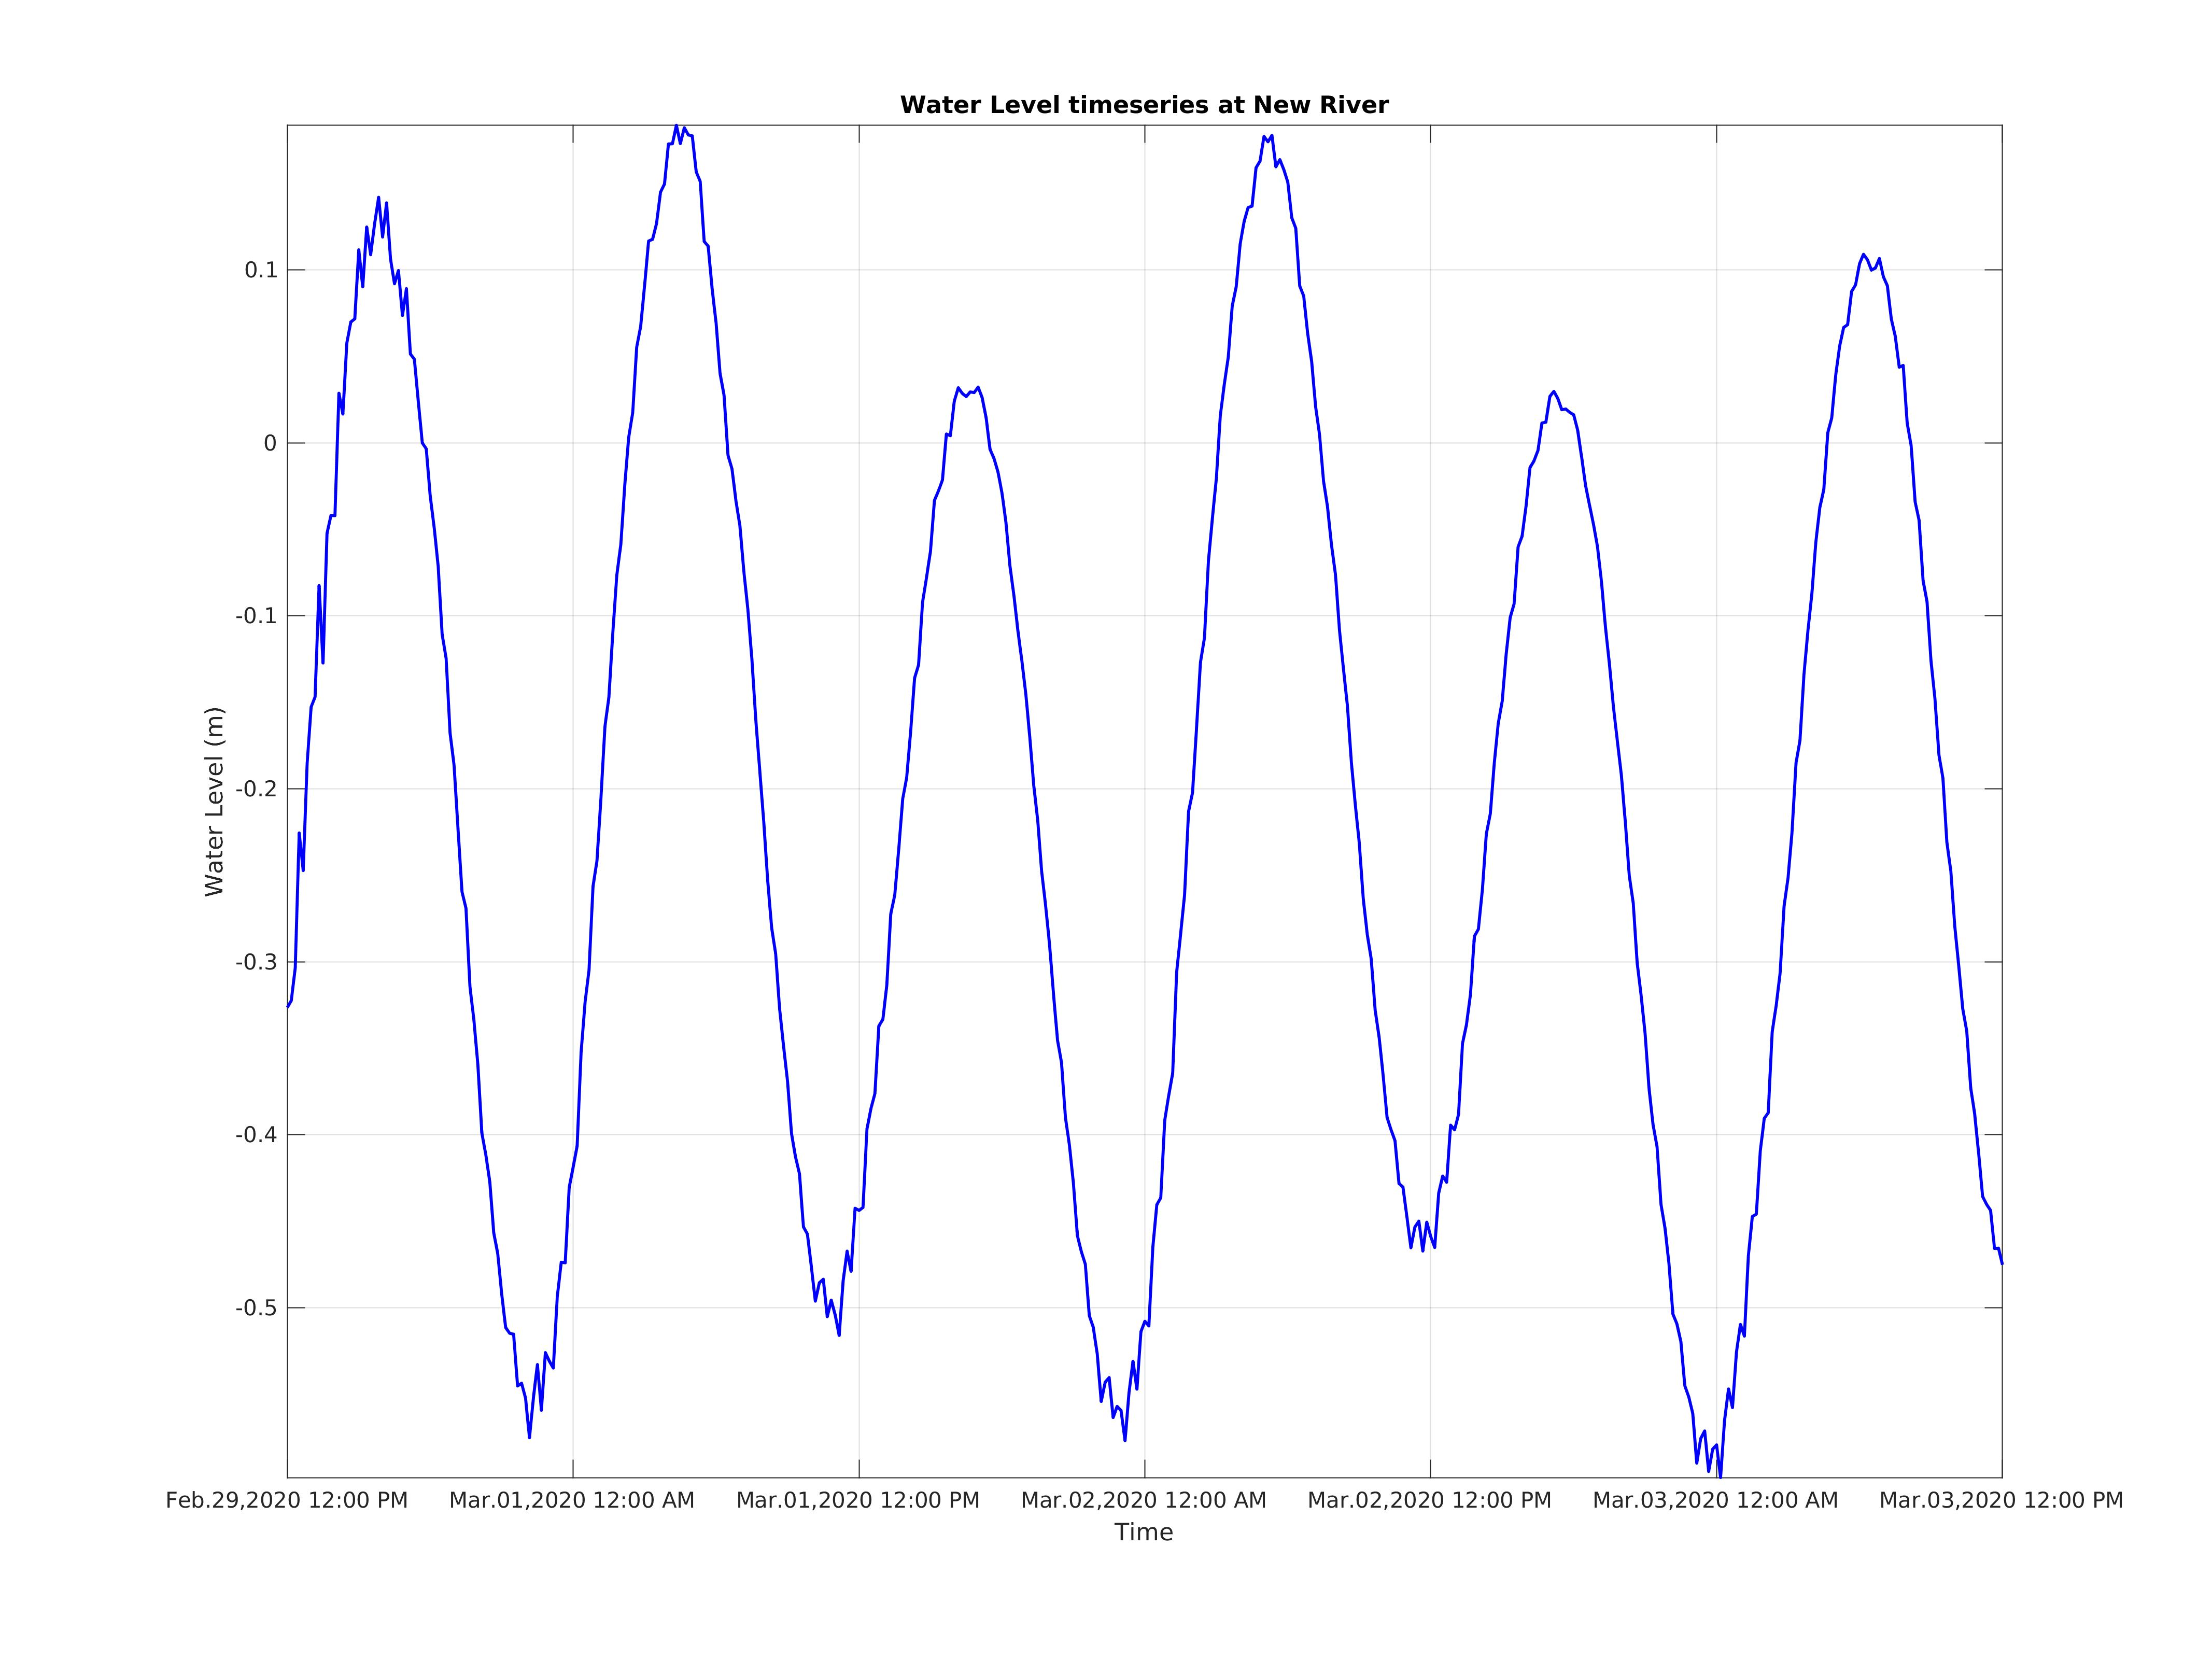 Water Level timeseries at New River
0.1
0
-0.1
-0.2
-0.3
-0.4
-0.5
Water Level (m)
Feb.29,2020 12:00 PM Mar.01,2020 12:00 AM Mar.01,2020 12:00 PM Mar.02,2020 12:00 AM Mar.02,2020 12:00 PM Mar.03,2020 12:00 AM Mar.03,2020 12:00 PM
Time